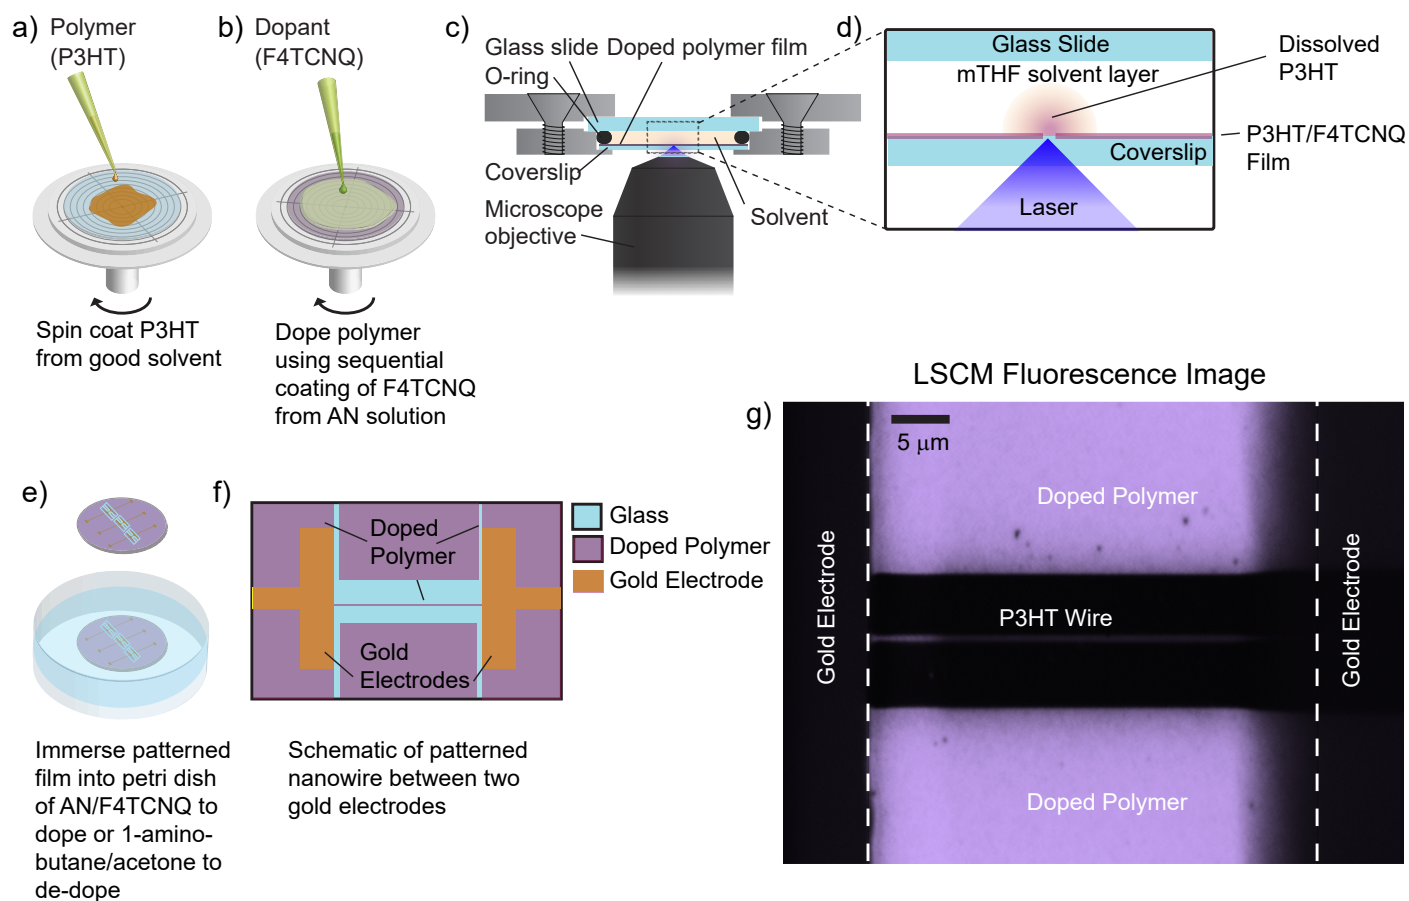 a) Polymer
(P3HT)
Spin coat P3HT
from good solvent
b) Dopant
(F4TCNQ)
Dope polymer
using sequential
coating of F4TCNQ
from AN solution
c)
Glass slide
Doped polymer film
O-ring
Coverslip
Microscope
objective
Solvent
d)
Glass Slide
mTHF solvent layer
Coverslip
Laser
Dissolved
P3HT
P3HT/F4TCNQ
Film
e)
Immerse patterned
film into petri dish
of AN/F4TCNQ to
dope or 1-amino-
butane/acetone to
de-dope
f)
Doped
Polymer
Gold
Electrodes
Glass
Doped Polymer
Gold Electrode
Schematic of patterned
nanowire between two
gold electrodes
LSCM Fluorescence Image
g)
5 μm
Doped Polymer
Gold Electrode
P3HT Wire
Gold Electrode
Doped Polymer